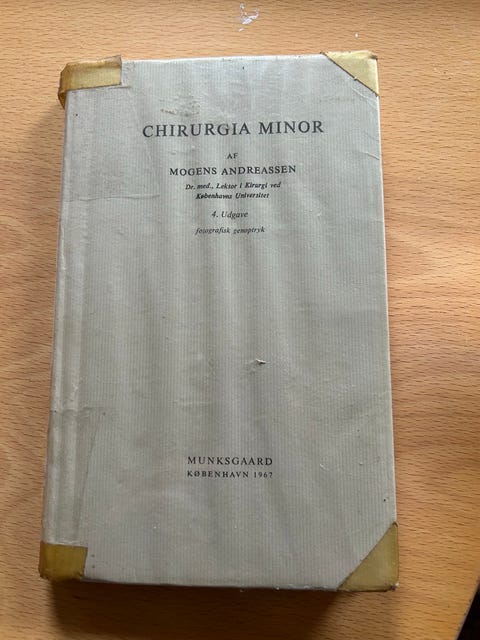 CHIRURGIA MINOR
AF
MOGENS ANDREASSEN
Dr. med., Lektor i Kirurgi ved
Københavns Universitet
4. Udgave
fotografisk genoptryk
MUNKSGAARD
KØBENHAVN 1967